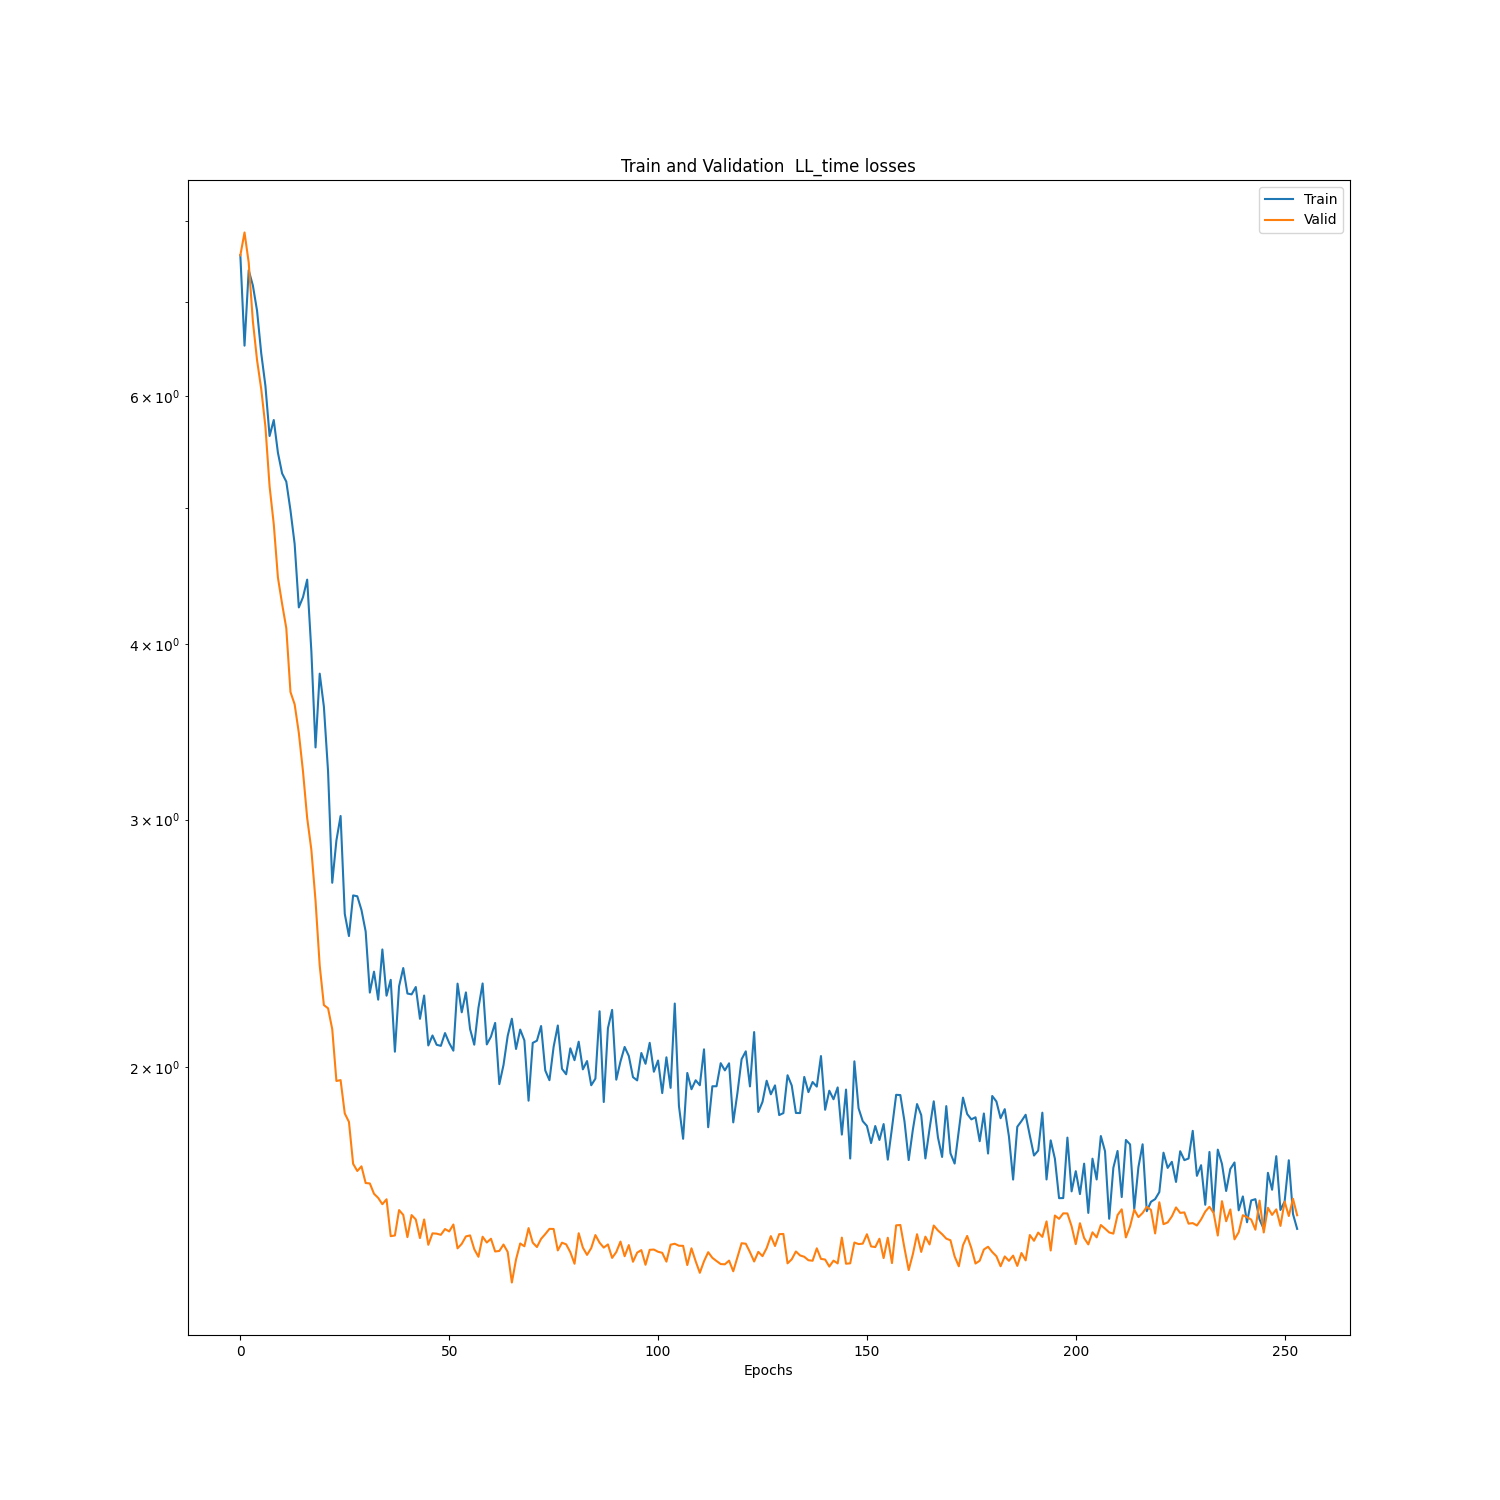 Train and Validation  LL_time losses
Train
Valid
6 × 10⁰
4 × 10⁰
3 × 10⁰
2 × 10⁰
0 50 100 150 200 250
Epochs